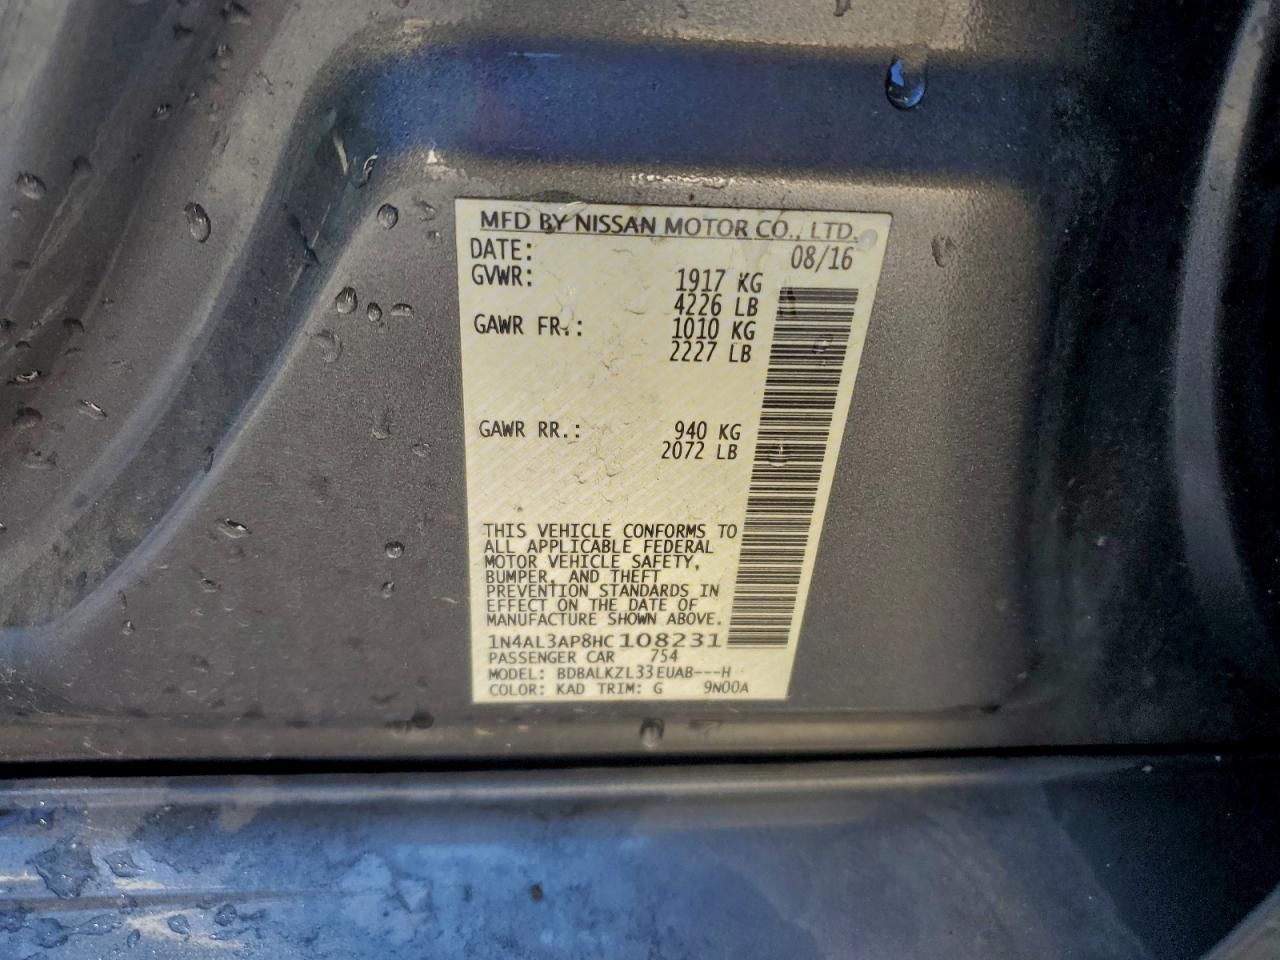 MFD BY NISSAN MOTOR CO., LTD.
DATE: 08/16
GVWR: 1917 KG
4226 LB
GAWR FR.: 1010 KG
2227 LB
GAWR RR.: 940 KG
2072 LB
THIS VEHICLE CONFORMS TO
ALL APPLICABLE FEDERAL
MOTOR VEHICLE SAFETY,
BUMPER, AND THEFT
PREVENTION STANDARDS IN
EFFECT ON THE DATE OF
MANUFACTURE SHOWN ABOVE.
1N4AL3AP8HC108231
PASSENGER CAR 754
MODEL: BDBALKZL33EUAB---H
COLOR: KAD TRIM: G 9N00A